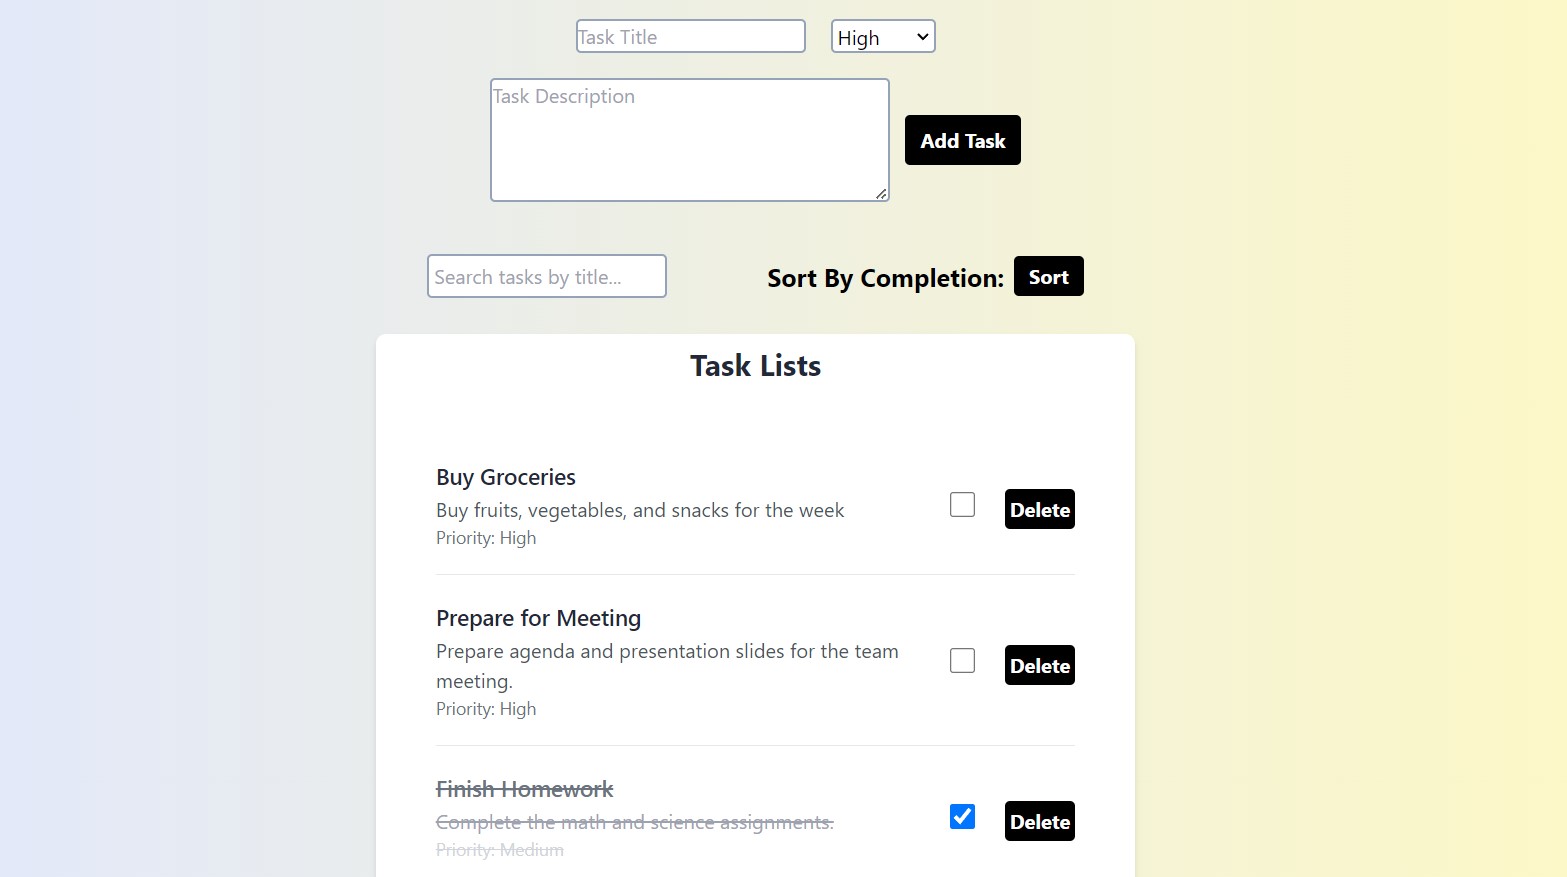 Task Title
High
Task Description
Add Task
Search tasks by title...
Sort By Completion:
Sort
Task Lists
Buy Groceries
Buy fruits, vegetables, and snacks for the week
Priority: High
Delete
Prepare for Meeting
Prepare agenda and presentation slides for the team
meeting.
Priority: High
Delete
Finish Homework
Complete the math and science assignments.
Priority: Medium
Delete